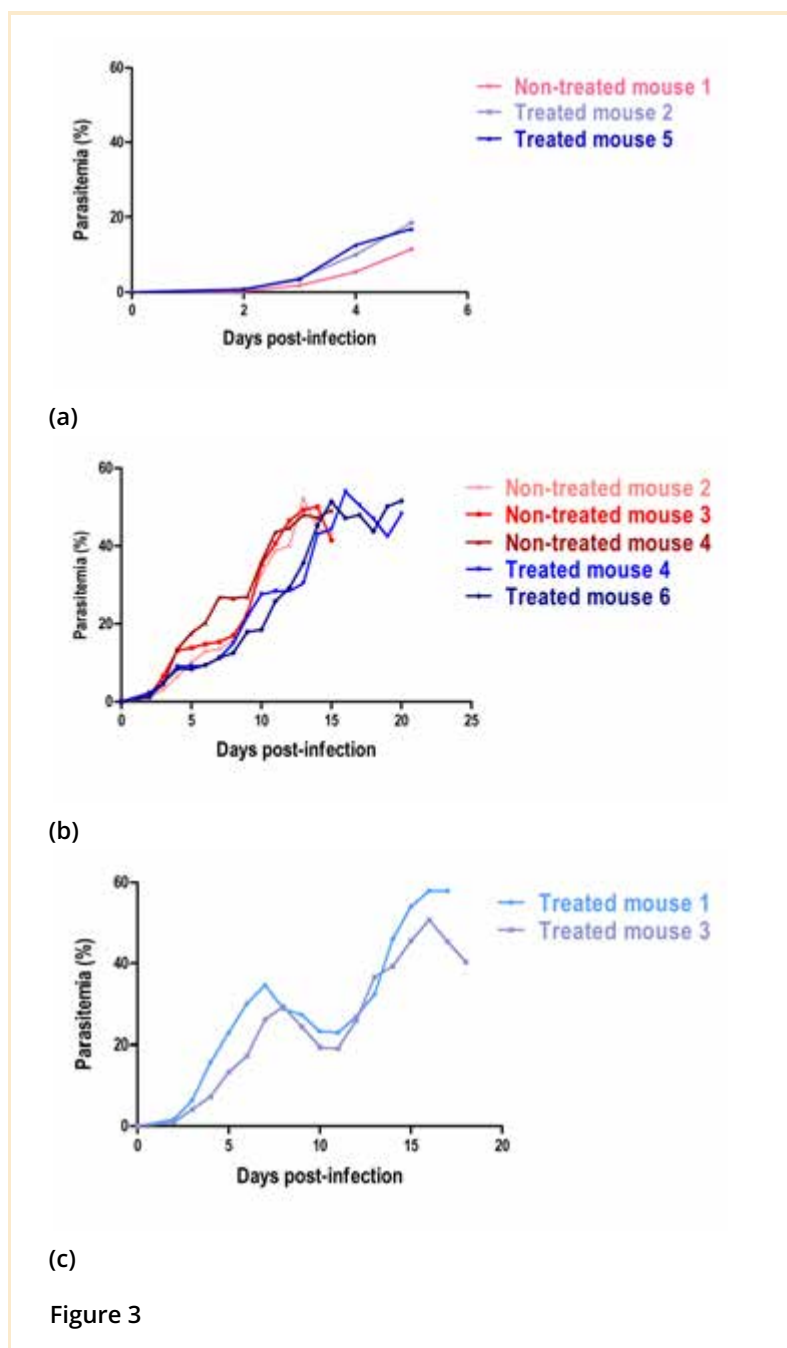 60
40
20
0
Parasitemia (%)
0 2 4 6
Days post-infection
Non-treated mouse 1
Treated mouse 2
Treated mouse 5
(a)
60
40
20
0
Parasitemia (%)
0 5 10 15 20 25
Days post-infection
Non-treated mouse 2
Non-treated mouse 3
Non-treated mouse 4
Treated mouse 4
Treated mouse 6
(b)
60
40
20
0
Parasitemia (%)
0 5 10 15 20
Days post-infection
Treated mouse 1
Treated mouse 3
(c)
Figure 3